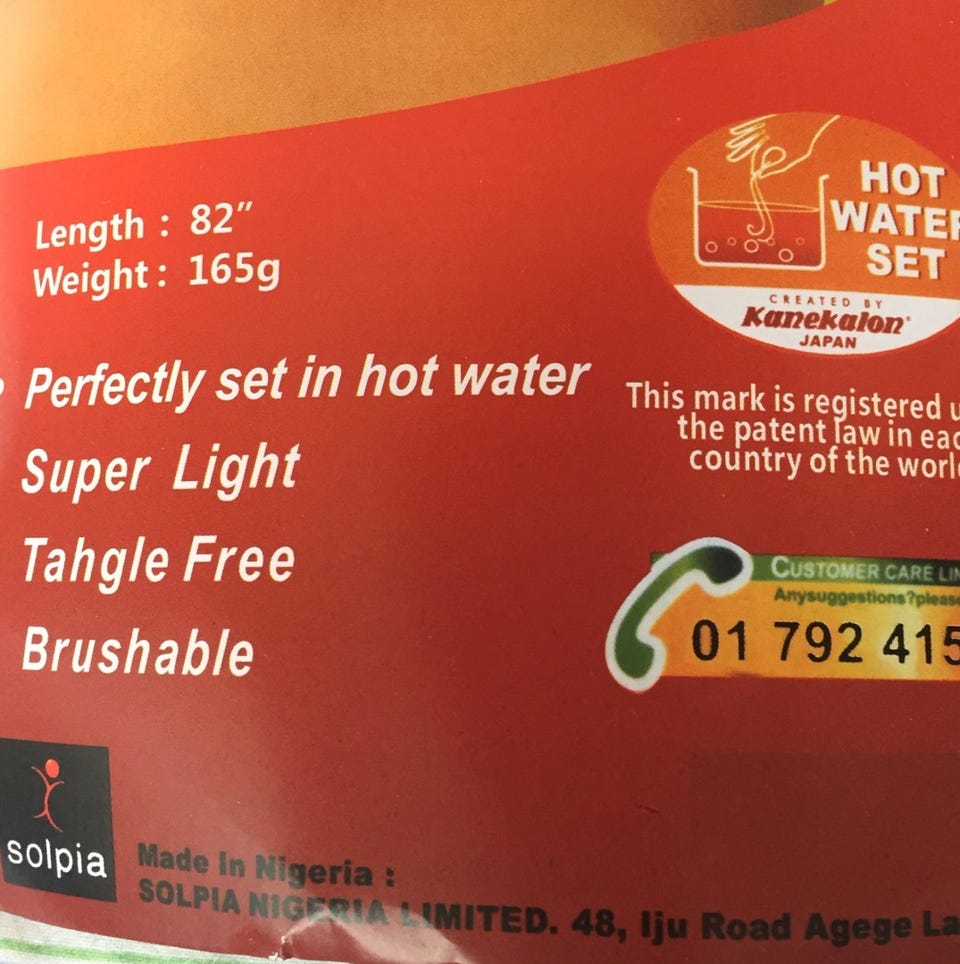 Length : 82"
Weight : 165g
HOT
WATER
SET
CREATED BY
Kanekalon®
JAPAN
Perfectly set in hot water
Super Light
Tahgle Free
Brushable
This mark is registered
the patent law in
country of the
CUSTOMER CARE
Anysuggestions?please
01 792 415
solpia
Made In Nigeria :
SOLPIA NIGERIA LIMITED. 48, Iju Road Agege